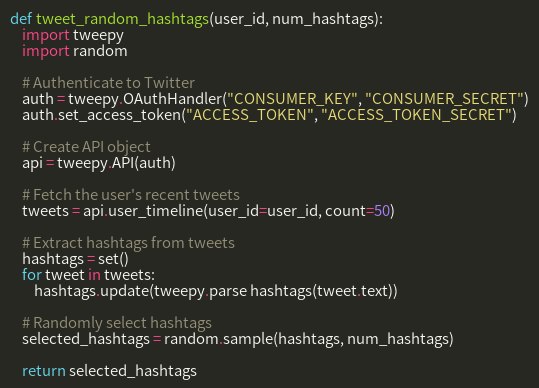 def tweet_random_hashtags(user_id, num_hashtags):
    import tweepy
    import random

    # Authenticate to Twitter
    auth = tweepy.OAuthHandler("CONSUMER_KEY", "CONSUMER_SECRET")
    auth.set_access_token("ACCESS_TOKEN", "ACCESS_TOKEN_SECRET")

    # Create API object
    api = tweepy.API(auth)

    # Fetch the user's recent tweets
    tweets = api.user_timeline(user_id=user_id, count=50)

    # Extract hashtags from tweets
    hashtags = set()
    for tweet in tweets:
        hashtags.update(tweepy.parse hashtags(tweet.text))

    # Randomly select hashtags
    selected_hashtags = random.sample(hashtags, num_hashtags)

    return selected_hashtags